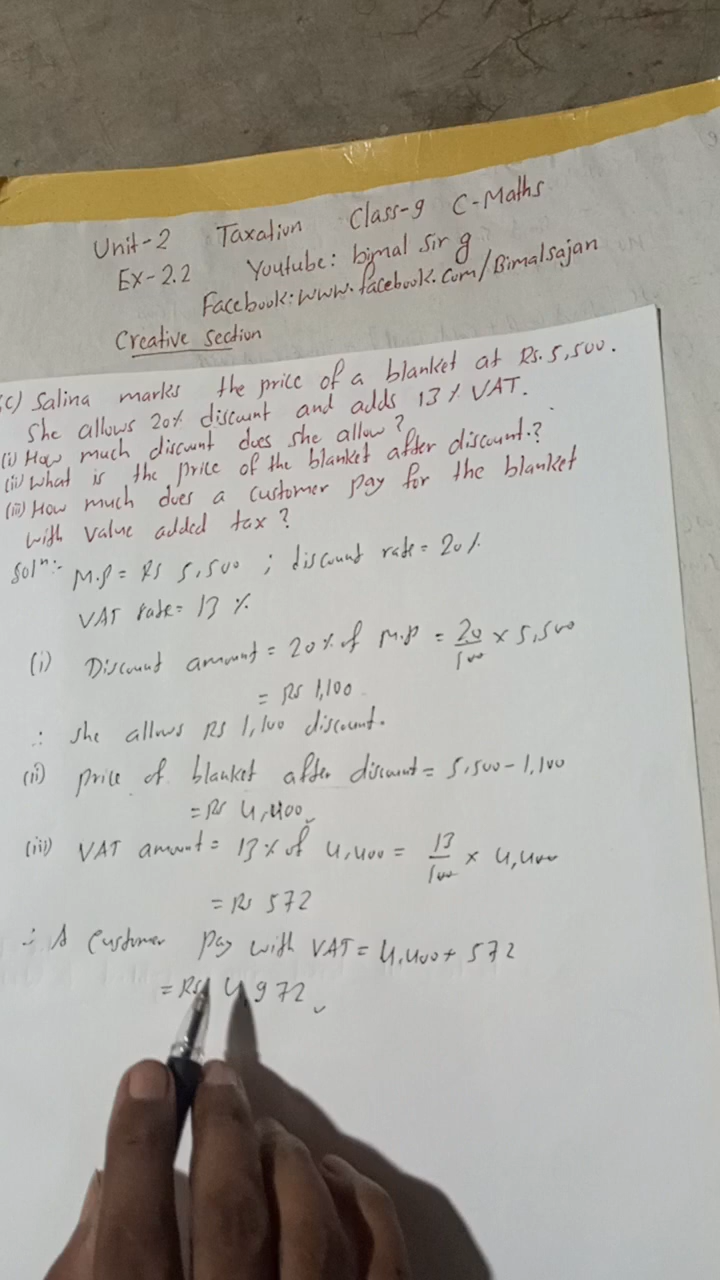 Unit-2 Taxation Class-9 C-Maths
Ex-2.2 Youtube: bimal sir g
Facebook: www.facebook.com/Bimalsajan
Creative section
c) Salina marks the price of a blanket at Rs. 5,500.
She allows 20% discount and adds 13% VAT.
(i) How much discount does she allow?
(ii) What is the price of the blanket after discount.?
(iii) How much does a customer pay for the blanket
with value added tax?
Solⁿ:- M.P = RS 5,500 ; discount rate = 20%
VAT rate = 13 %
(i) Discount amount = 20% of M.P = 20/100 × 5,500
= Rs 1,100
∴ she allows RS 1,100 discount.
(ii) price of blanket after discount = 5,500 - 1,100
= Rs 4,400
(iii) VAT amount = 13% of 4,400 = 13/100 × 4,400
= Rs 572
∴ A customer pay with VAT = 4,400 + 572
= Rs 4,972